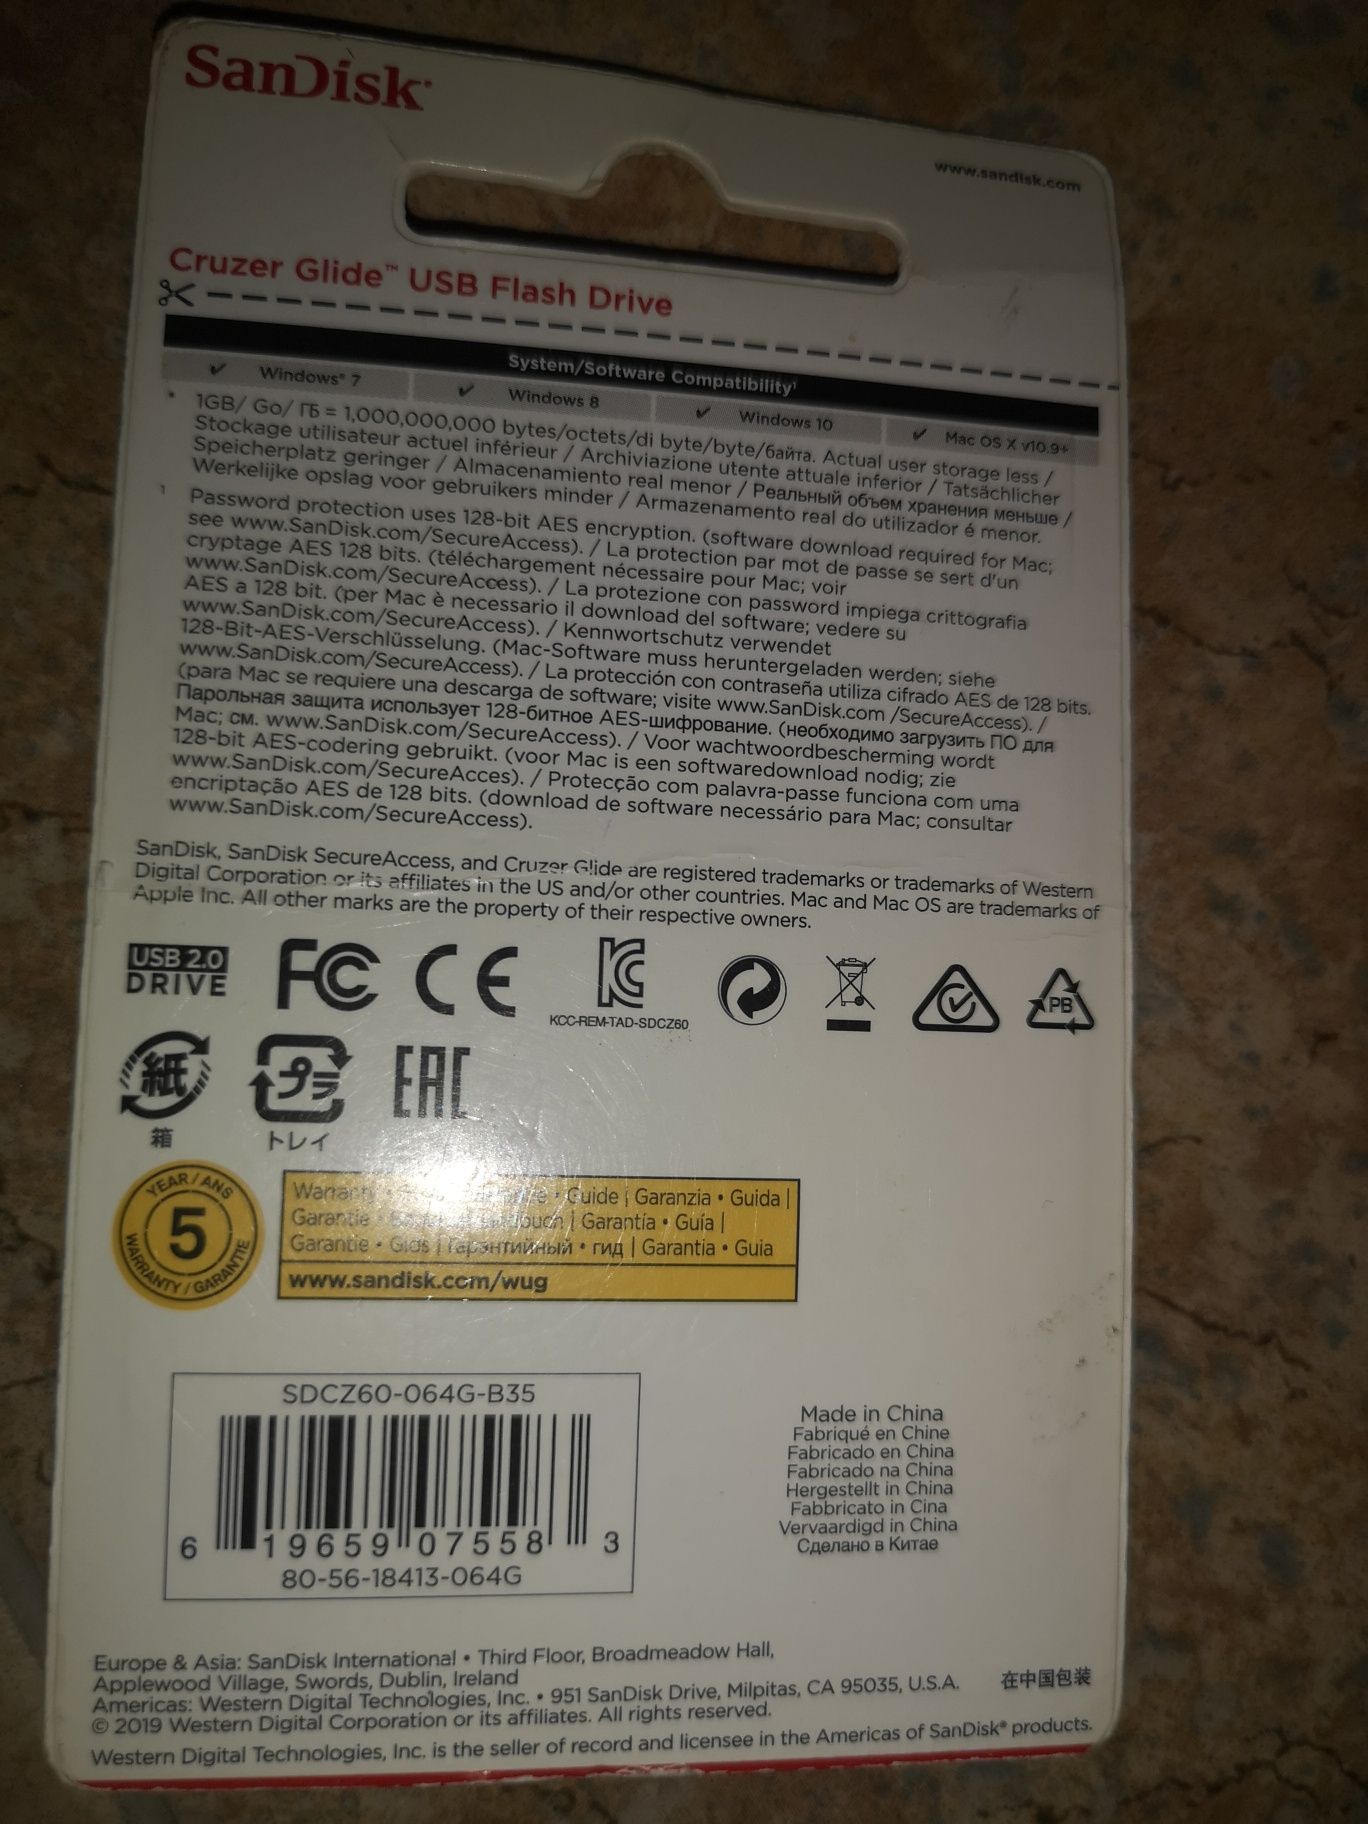 SanDisk®
www.sandisk.com
Cruzer Glide™ USB Flash Drive
System/Software Compatibility¹
✓ Windows® 7 ✓ Windows 8 ✓ Windows 10 ✓ Mac OS X v10.9+
* 1GB/ Go/ ГБ = 1,000,000,000 bytes/octets/di byte/byte/байта. Actual user storage less /
Stockage utilisateur actuel inférieur / Archiviazione utente attuale inferior / Tatsächlicher
Speicherplatz geringer / Almacenamiento real menor / Реальный объем хранения меньше /
Werkelijke opslag voor gebruikers minder / Armazenamento real do utilizador é menor.
¹ Password protection uses 128-bit AES encryption. (software download required for Mac;
see www.SanDisk.com/SecureAccess). / La protection par mot de passe se sert d'un
cryptage AES 128 bits. (téléchargement nécessaire pour Mac; voir
www.SanDisk.com/SecureAccess). / La protezione con password impiega crittografia
AES a 128 bit. (per Mac è necessario il download del software; vedere su
www.SanDisk.com/SecureAccess). / Kennwortschutz verwendet
128-Bit-AES-Verschlüsselung. (Mac-Software muss heruntergeladen werden; siehe
www.SanDisk.com/SecureAccess). / La protección con contraseña utiliza cifrado AES de 128 bits.
(para Mac se requiere una descarga de software; visite www.SanDisk.com /SecureAccess). /
Парольная защита использует 128-битное AES-шифрование. (необходимо загрузить ПО для
Mac; см. www.SanDisk.com/SecureAccess). / Voor wachtwoordbescherming wordt
128-bit AES-codering gebruikt. (voor Mac is een softwaredownload nodig; zie
www.SanDisk.com/SecureAcces). / Protecção com palavra-passe funciona com uma
encriptação AES de 128 bits. (download de software necessário para Mac; consultar
www.SanDisk.com/SecureAccess).
SanDisk, SanDisk SecureAccess, and Cruzer Glide are registered trademarks or trademarks of Western
Digital Corporation or its affiliates in the US and/or other countries. Mac and Mac OS are trademarks of
Apple Inc. All other marks are the property of their respective owners.
USB 2.0
DRIVE
FC CE KC
KCC-REM-TAD-SDCZ60
PB
紙 プラ EAC
箱 トレイ
YEAR/ANS
5
WARRANTY/GARANTIE
Warranty • Guide | Garanzia • Guida |
Garantie • | Garantía • Guía |
Garantie • Gids | Гарантийный • гид | Garantia • Guia
www.sandisk.com/wug
SDCZ60-064G-B35
6 19659 07558 3
80-56-18413-064G
Made in China
Fabriqué en Chine
Fabricado en China
Fabricado na China
Hergestellt in China
Fabbricato in Cina
Vervaardigd in China
Сделано в Китае
Europe & Asia: SanDisk International • Third Floor, Broadmeadow Hall,
Applewood Village, Swords, Dublin, Ireland
Americas: Western Digital Technologies, Inc. • 951 SanDisk Drive, Milpitas, CA 95035, U.S.A.
在中国包装
© 2019 Western Digital Corporation or its affiliates. All rights reserved.
Western Digital Technologies, Inc. is the seller of record and licensee in the Americas of SanDisk® products.